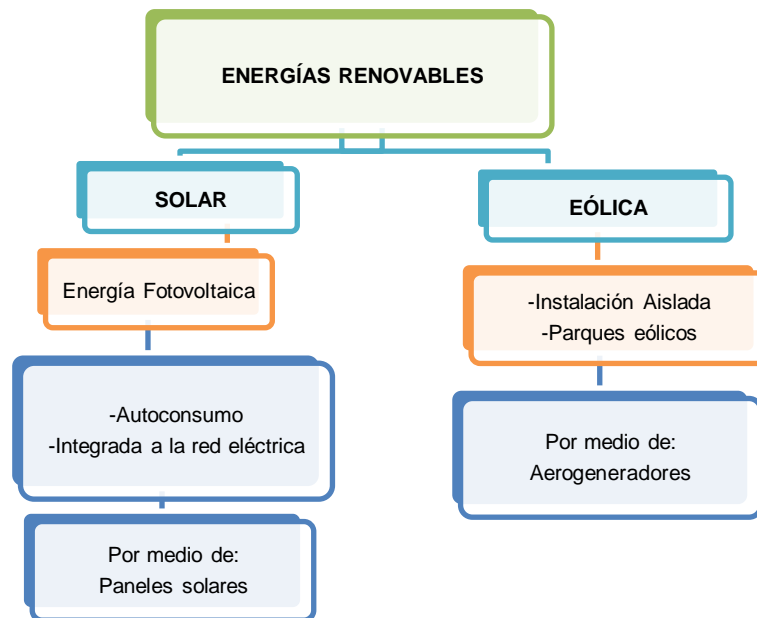 ENERGÍAS RENOVABLES
SOLAR
EÓLICA
Energía Fotovoltaica
-Instalación Aislada
-Parques eólicos
-Autoconsumo
-Integrada a la red eléctrica
Por medio de:
Aerogeneradores
Por medio de:
Paneles solares